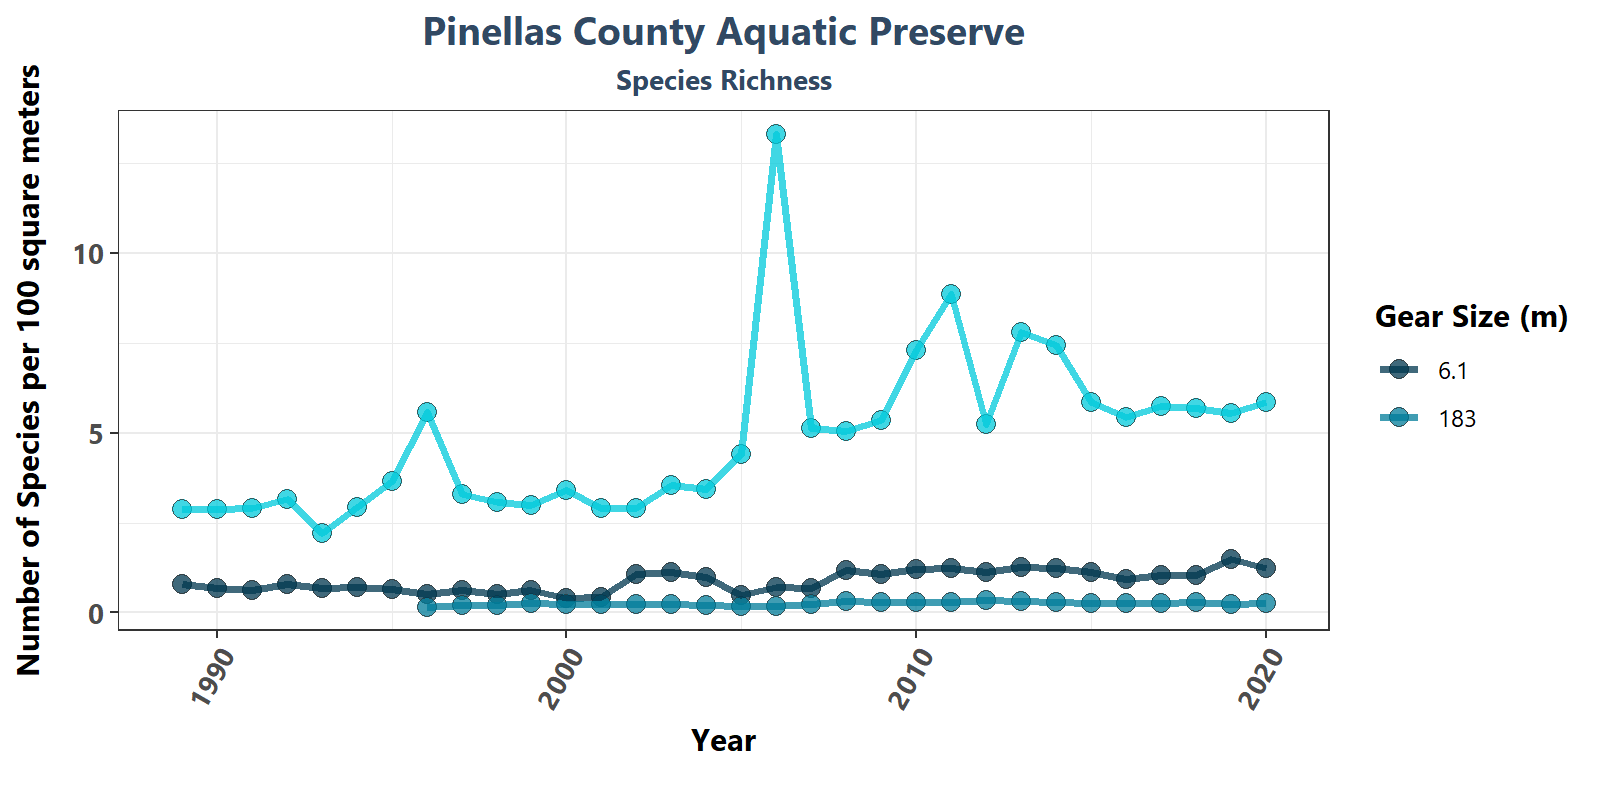 Pinellas County Aquatic Preserve
Species Richness
Number of Species per 100 square meters
10
5
0
1990
2000
2010
2020
Year
Gear Size (m)
6.1
183